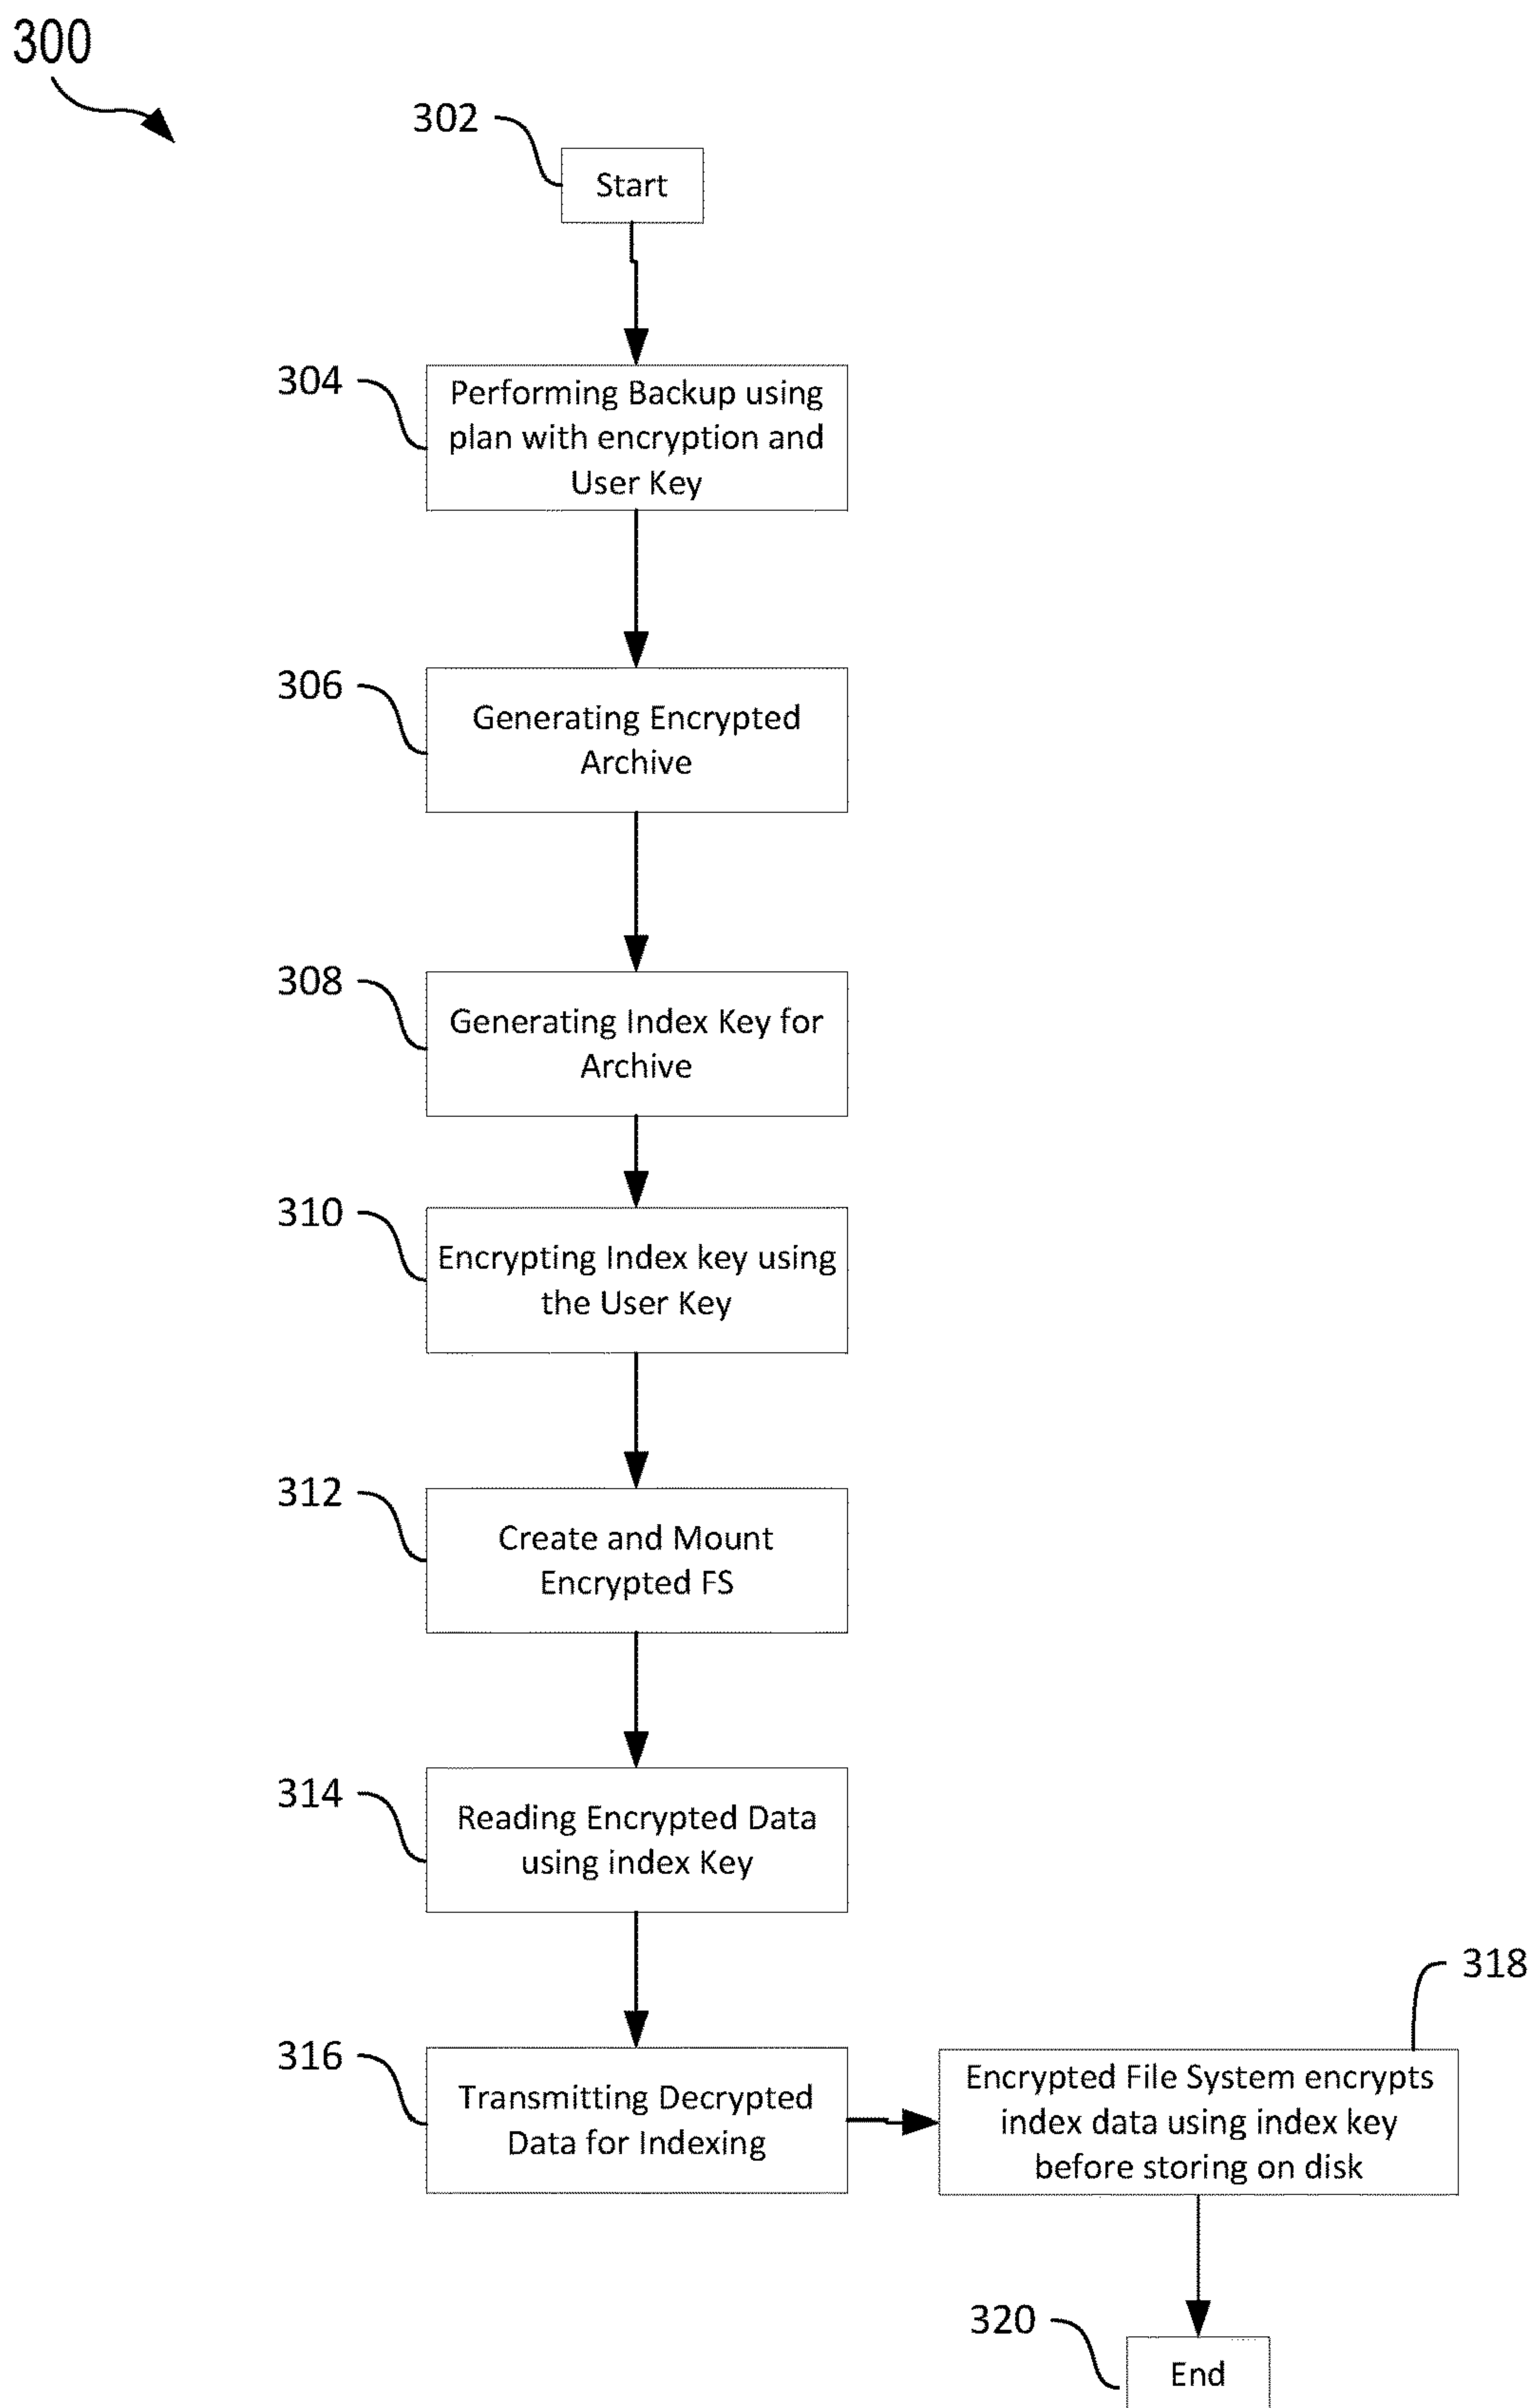 300
302
Start
304
Performing Backup using
plan with encryption and
User Key
306
Generating Encrypted
Archive
308
Generating Index Key for
Archive
310
Encrypting Index key using
the User Key
312
Create and Mount
Encrypted FS
314
Reading Encrypted Data
using index Key
316
Transmitting Decrypted
Data for Indexing
318
Encrypted File System encrypts
index data using index key
before storing on disk
320
End